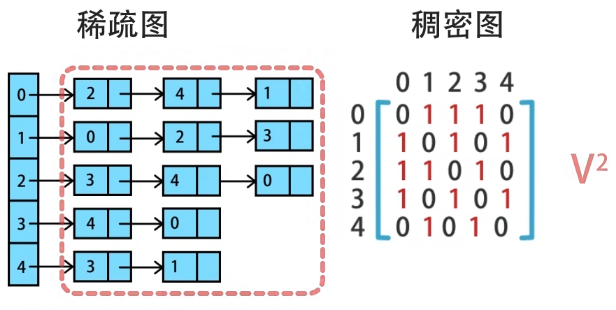 稀疏图
0 2 4 1
1 0 2 3
2 3 4 0
3 4 0
4 3 1
稠密图
0 1 2 3 4
0 0 1 1 1 0
1 1 0 1 0 1
2 1 1 0 1 0
3 1 0 1 0 1
4 0 1 0 1 0
V²